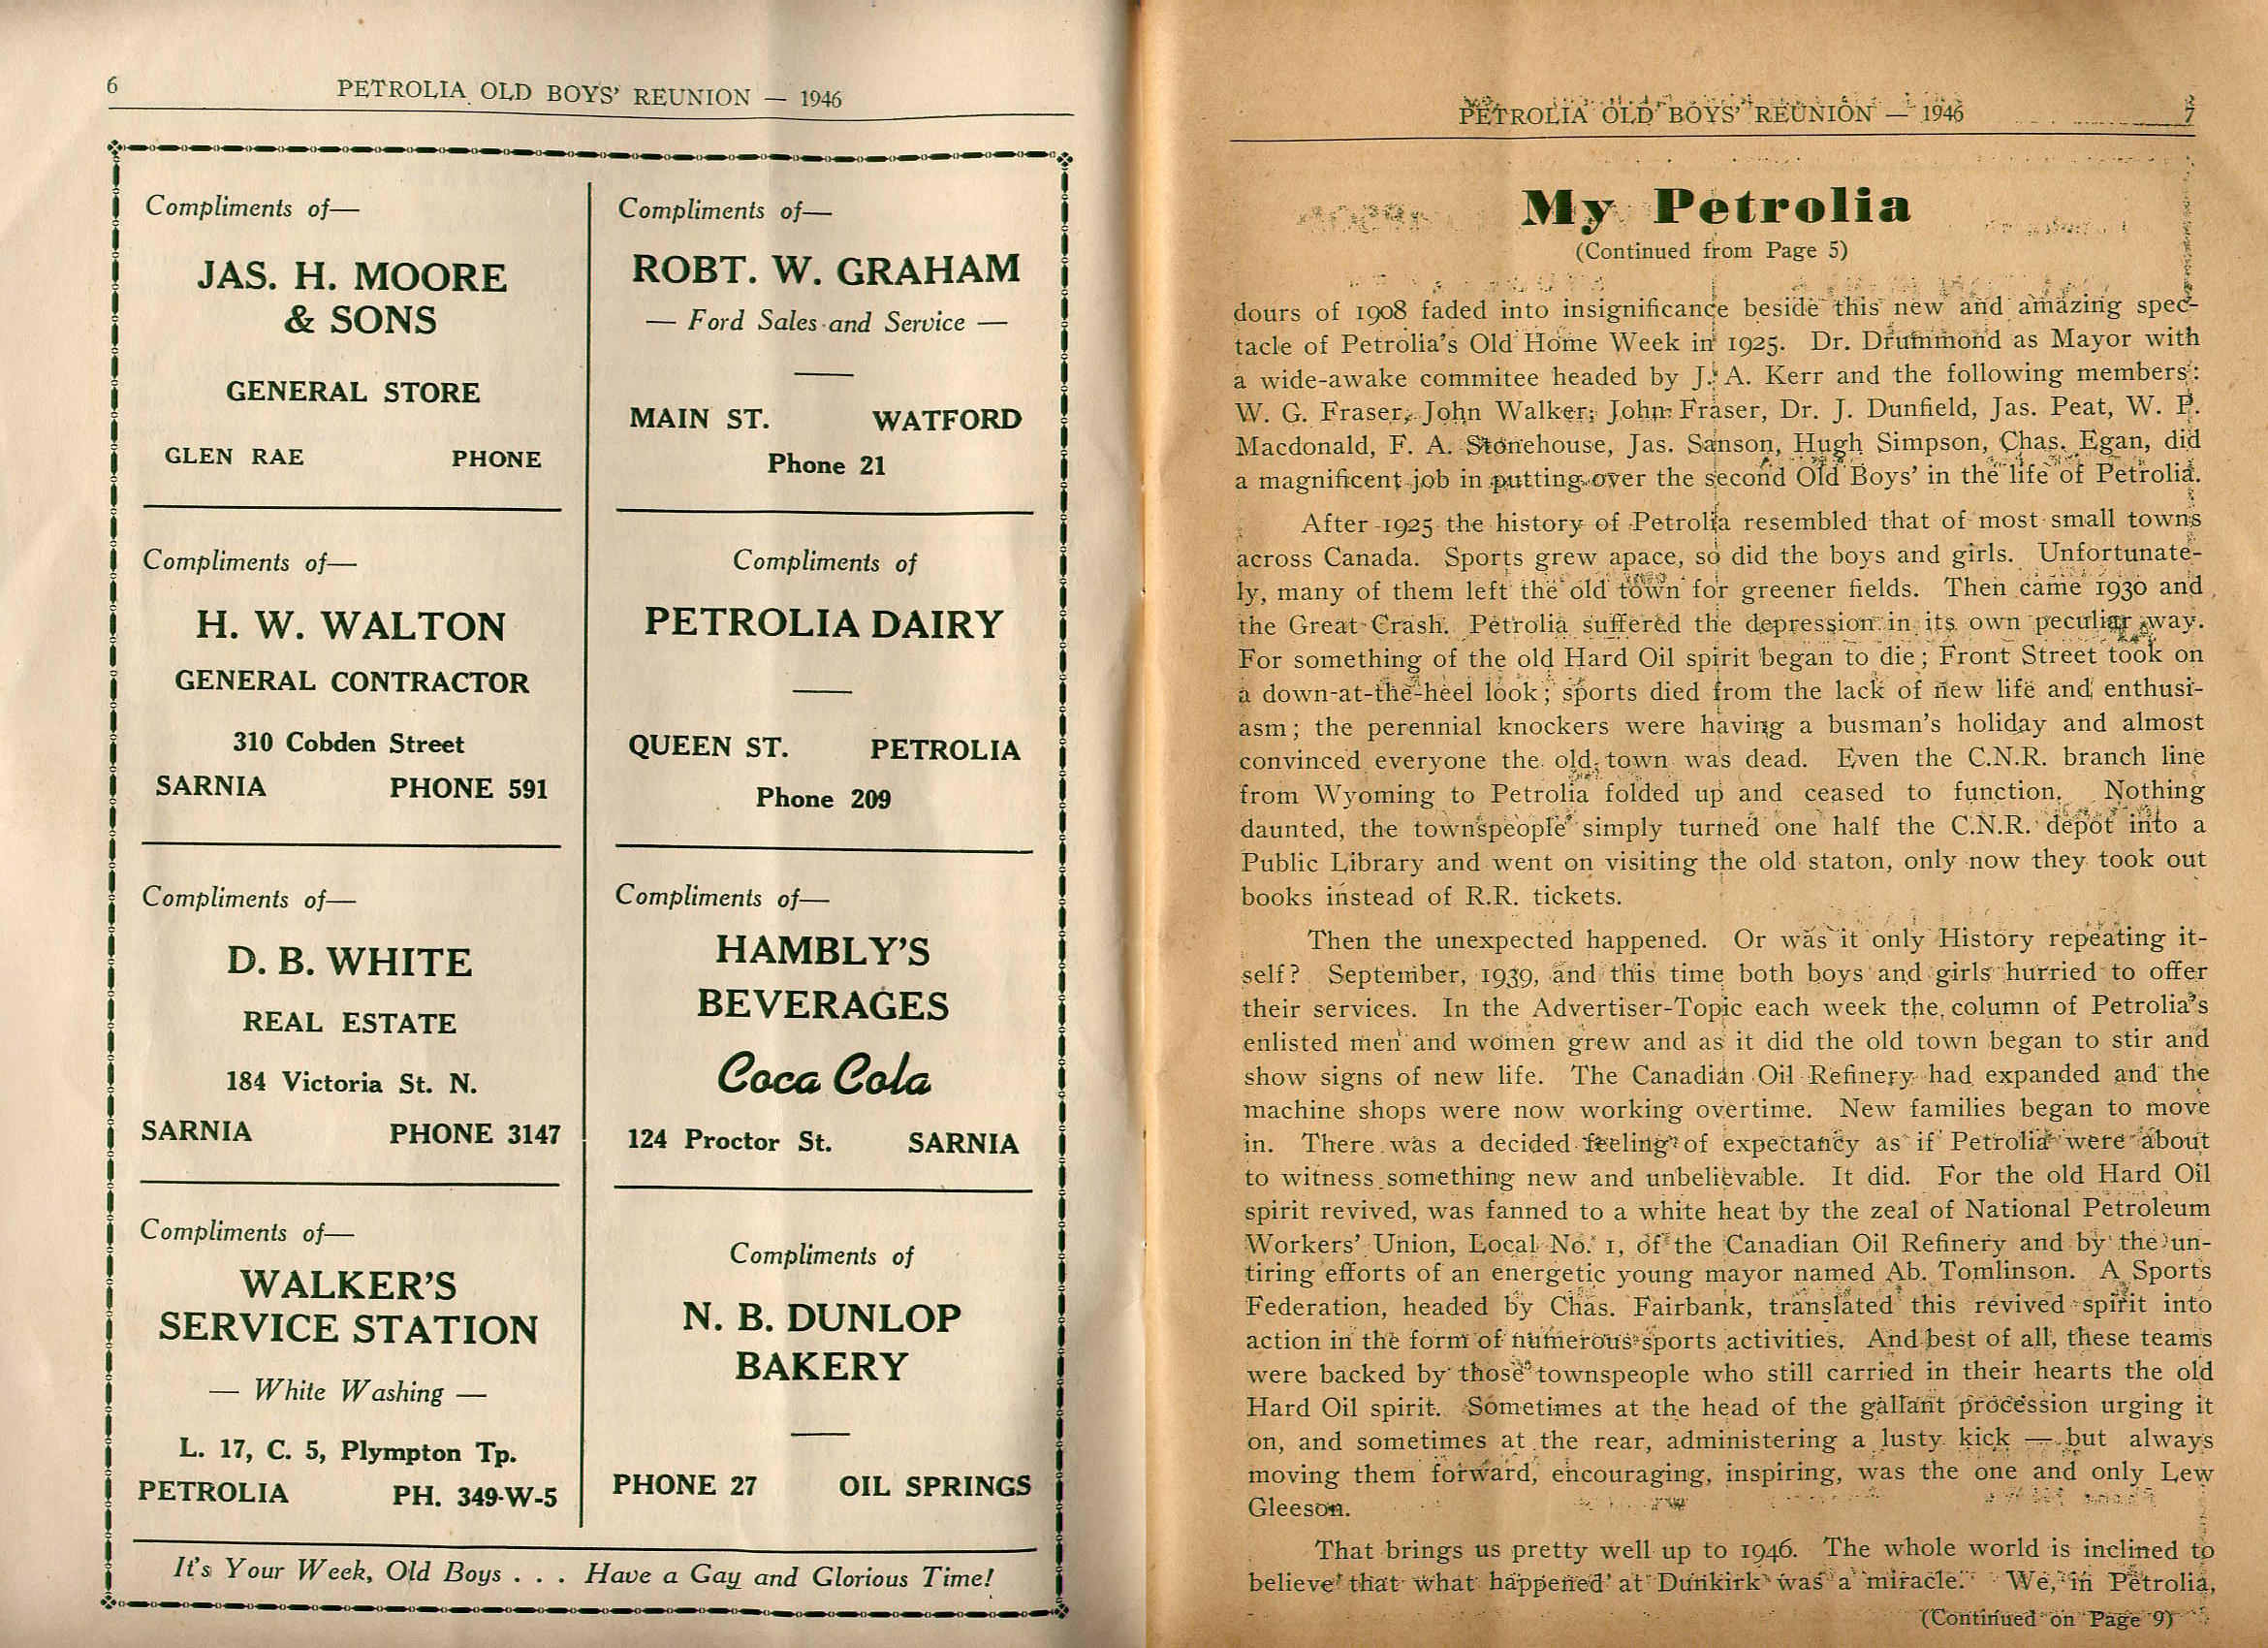 6
PETROLIA OLD BOYS' REUNION — 1946
Compliments of—
JAS. H. MOORE
& SONS
GENERAL STORE
GLEN RAE PHONE
Compliments of—
H. W. WALTON
GENERAL CONTRACTOR
310 Cobden Street
SARNIA PHONE 591
Compliments of—
D. B. WHITE
REAL ESTATE
184 Victoria St. N.
SARNIA PHONE 3147
Compliments of—
WALKER'S
SERVICE STATION
— White Washing —
L. 17, C. 5, Plympton Tp.
PETROLIA PH. 349-W-5
Compliments of—
ROBT. W. GRAHAM
— Ford Sales and Service —
MAIN ST. WATFORD
Phone 21
Compliments of
PETROLIA DAIRY
QUEEN ST. PETROLIA
Phone 209
Compliments of—
HAMBLY'S
BEVERAGES
Coca Cola
124 Proctor St. SARNIA
Compliments of
N. B. DUNLOP
BAKERY
PHONE 27 OIL SPRINGS
It's Your Week, Old Boys . . . Have a Gay and Glorious Time!
PETROLIA OLD BOYS' REUNION — 1946
7
My Petrolia
(Continued from Page 5)
dours of 1908 faded into insignificance beside this new and amazing spec-
tacle of Petrolia's Old Home Week in 1925. Dr. Drummond as Mayor with
a wide-awake commitee headed by J. A. Kerr and the following members:
W. G. Fraser, John Walker, John Fraser, Dr. J. Dunfield, Jas. Peat, W. P.
Macdonald, F. A. Stonehouse, Jas. Sanson, Hugh Simpson, Chas. Egan, did
a magnificent job in putting over the second Old Boys' in the life of Petrolia.
After 1925 the history of Petrolia resembled that of most small towns
across Canada. Sports grew apace, so did the boys and girls. Unfortunate-
ly, many of them left the old town for greener fields. Then came 1930 and
the Great Crash. Petrolia suffered the depression in its own peculiar way.
For something of the old Hard Oil spirit began to die; Front Street took on
a down-at-the-heel look; sports died from the lack of new life and enthusi-
asm; the perennial knockers were having a busman's holiday and almost
convinced everyone the old town was dead. Even the C.N.R. branch line
from Wyoming to Petrolia folded up and ceased to function. Nothing
daunted, the townspeople simply turned one half the C.N.R. depot into a
Public Library and went on visiting the old staton, only now they took out
books instead of R.R. tickets.
Then the unexpected happened. Or was it only History repeating it-
self? September, 1939, and this time both boys and girls hurried to offer
their services. In the Advertiser-Topic each week the column of Petrolia's
enlisted men and women grew and as it did the old town began to stir and
show signs of new life. The Canadian Oil Refinery had expanded and the
machine shops were now working overtime. New families began to move
in. There was a decided feeling of expectancy as if Petrolia were about
to witness something new and unbelievable. It did. For the old Hard Oil
spirit revived, was fanned to a white heat by the zeal of National Petroleum
Workers' Union, Local No. 1, of the Canadian Oil Refinery and by the un-
tiring efforts of an energetic young mayor named Ab. Tomlinson. A Sports
Federation, headed by Chas. Fairbank, translated this revived spirit into
action in the form of numerous sports activities. And best of all, these teams
were backed by those townspeople who still carried in their hearts the old
Hard Oil spirit. Sometimes at the head of the gallant procession urging it
on, and sometimes at the rear, administering a lusty kick — but always
moving them forward, encouraging, inspiring, was the one and only Lew
Gleeson.
That brings us pretty well up to 1946. The whole world is inclined to
believe that what happened at Dunkirk was a miracle. We, in Petrolia,
(Continued on Page 9)